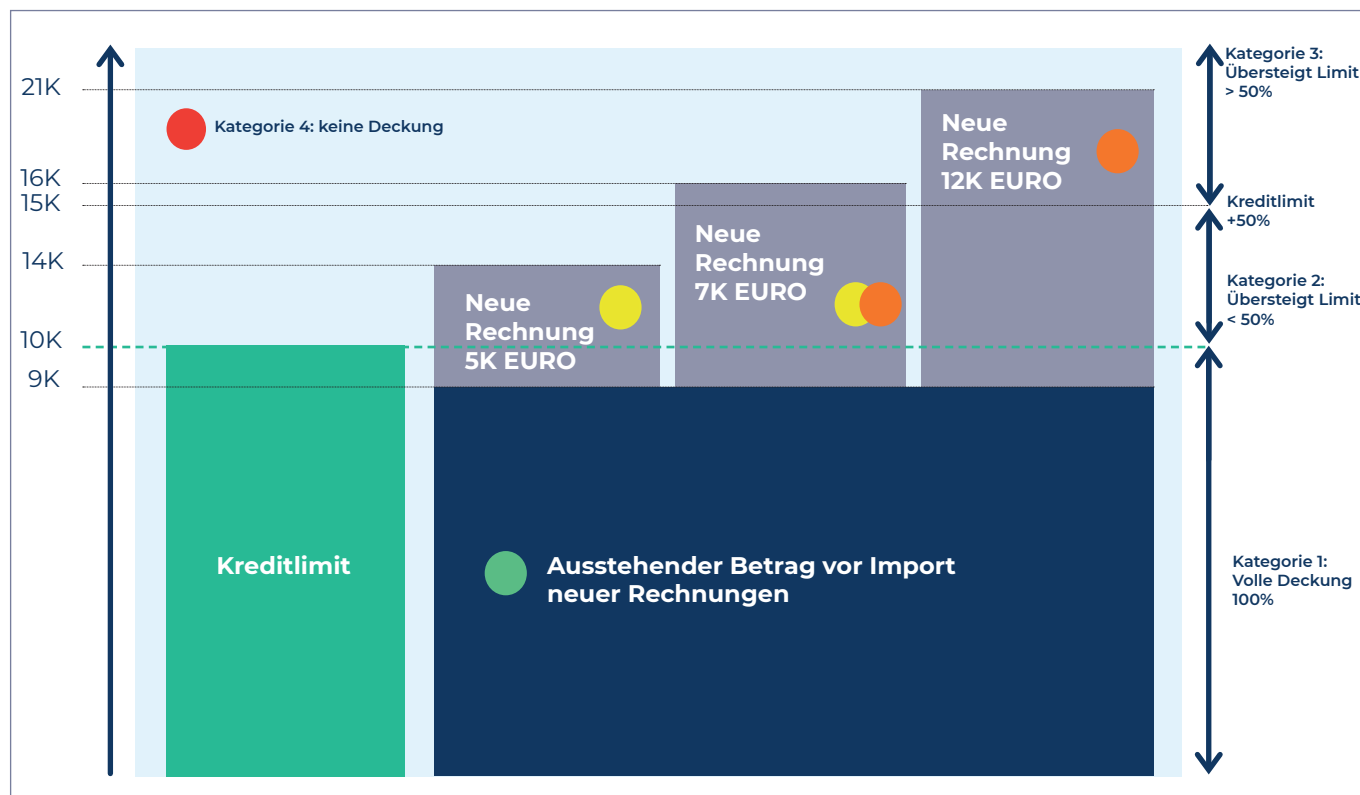 21K
16K
15K
14K
10K
9K
Kategorie 4: keine Deckung
Kreditlimit
Neue
Rechnung
5K EURO
Neue
Rechnung
7K EURO
Neue
Rechnung
12K EURO
Ausstehender Betrag vor Import
neuer Rechnungen
Kategorie 3:
Übersteigt Limit
> 50%
Kreditlimit
+50%
Kategorie 2:
Übersteigt Limit
< 50%
Kategorie 1:
Volle Deckung
100%